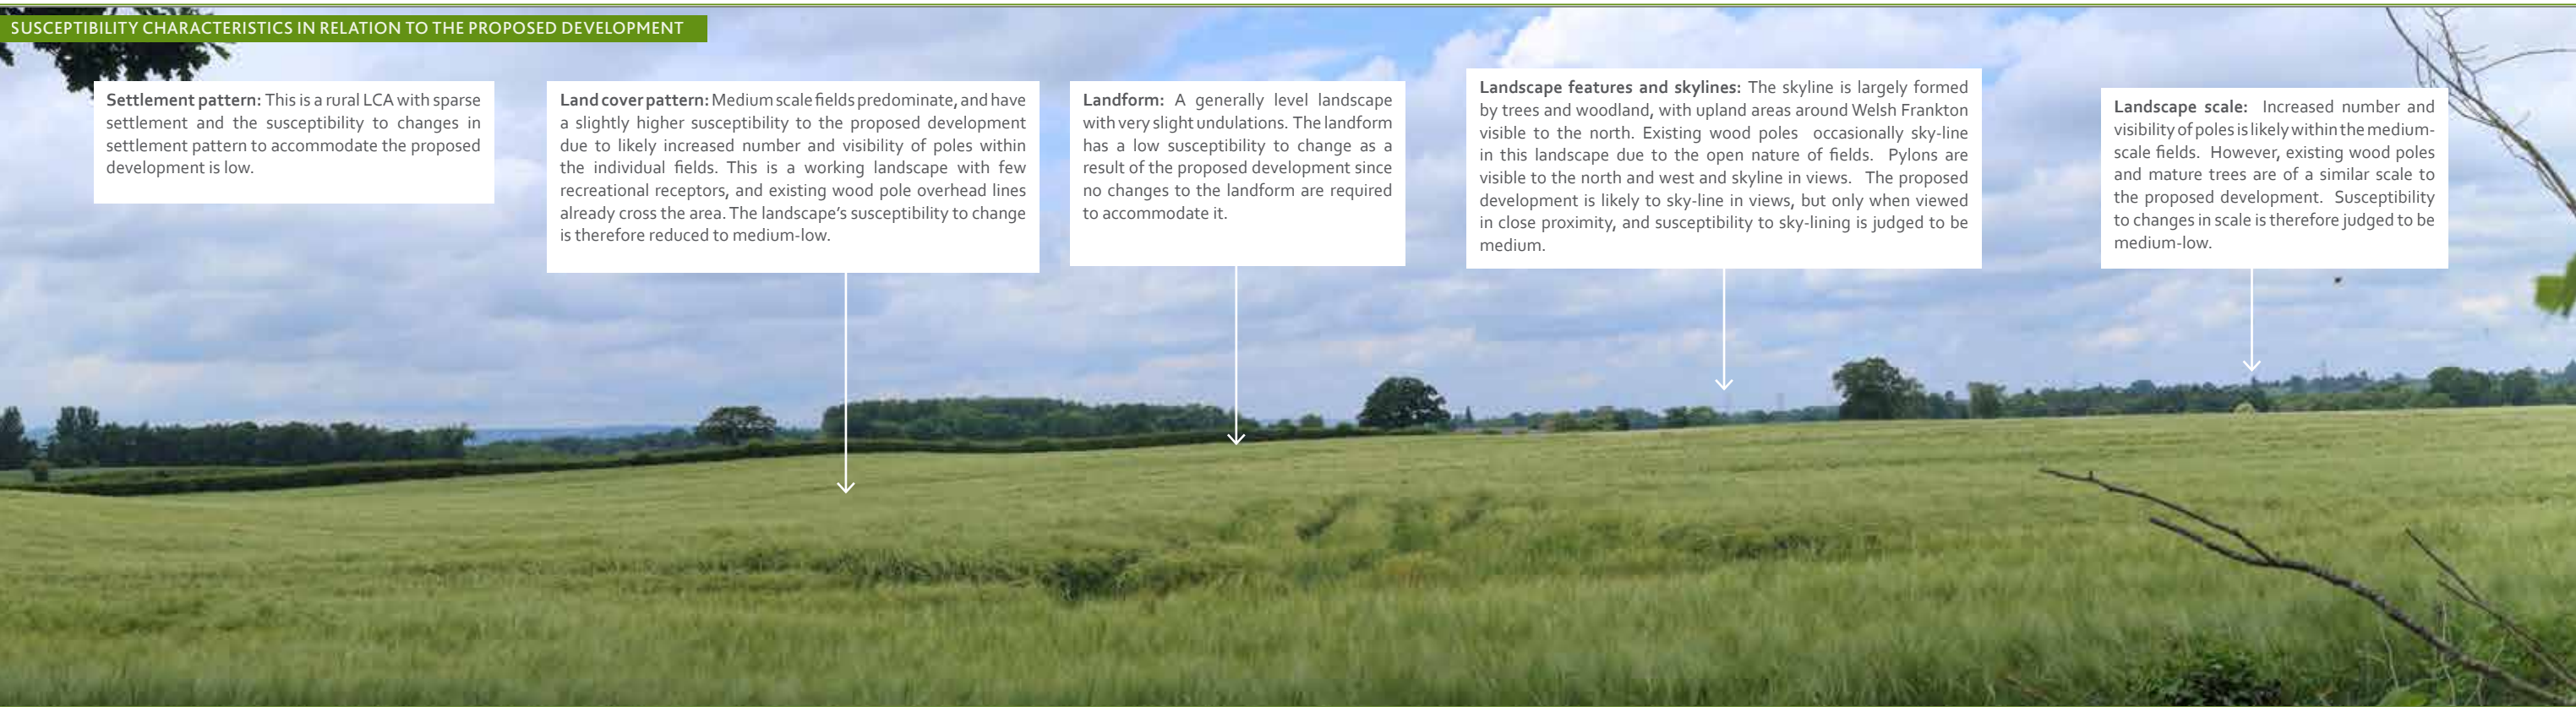 SUSCEPTIBILITY CHARACTERISTICS IN RELATION TO THE PROPOSED DEVELOPMENT
Settlement pattern: This is a rural LCA with sparse
settlement and the susceptibility to changes in
settlement pattern to accommodate the proposed
development is low.
Land cover pattern: Medium scale fields predominate, and have
a slightly higher susceptibility to the proposed development
due to likely increased number and visibility of poles within
the individual fields. This is a working landscape with few
recreational receptors, and existing wood pole overhead lines
already cross the area. The landscape's susceptibility to change
is therefore reduced to medium-low.
Landform: A generally level landscape
with very slight undulations. The landform
has a low susceptibility to change as a
result of the proposed development since
no changes to the landform are required
to accommodate it.
Landscape features and skylines: The skyline is largely formed
by trees and woodland, with upland areas around Welsh Frankton
visible to the north. Existing wood poles occasionally sky-line
in this landscape due to the open nature of fields. Pylons are
visible to the north and west and skyline in views. The proposed
development is likely to sky-line in views, but only when viewed
in close proximity, and susceptibility to sky-lining is judged to be
medium.
Landscape scale: Increased number and
visibility of poles is likely within the medium-
scale fields. However, existing wood poles
and mature trees are of a similar scale to
the proposed development. Susceptibility
to changes in scale is therefore judged to be
medium-low.